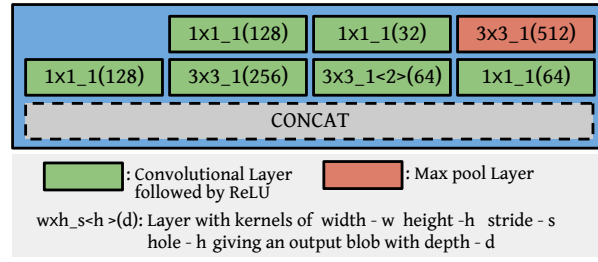 1x1_1(128) 1x1_1(32) 3x3_1(512)
1x1_1(128) 3x3_1(256) 3x3_1<2>(64) 1x1_1(64)
CONCAT
: Convolutional Layer : Max pool Layer
followed by ReLU
wxh_s<h >(d): Layer with kernels of width - w height -h stride - s
hole - h giving an output blob with depth - d